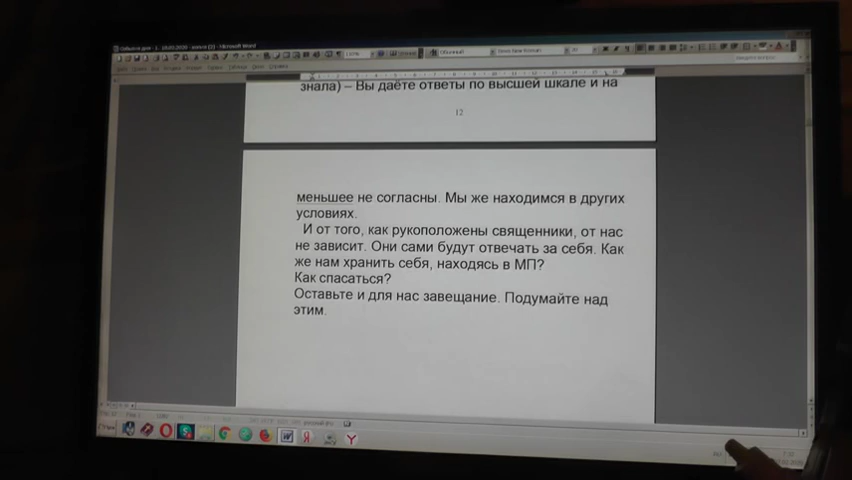 знала) – Вы даёте ответы по высшей шкале и на
12
меньшее не согласны. Мы же находимся в других
условиях.
И от того, как рукоположены священники, от нас
не зависит. Они сами будут отвечать за себя. Как
же нам хранить себя, находясь в МП?
Как спасаться?
Оставьте и для нас завещание. Подумайте над
этим.